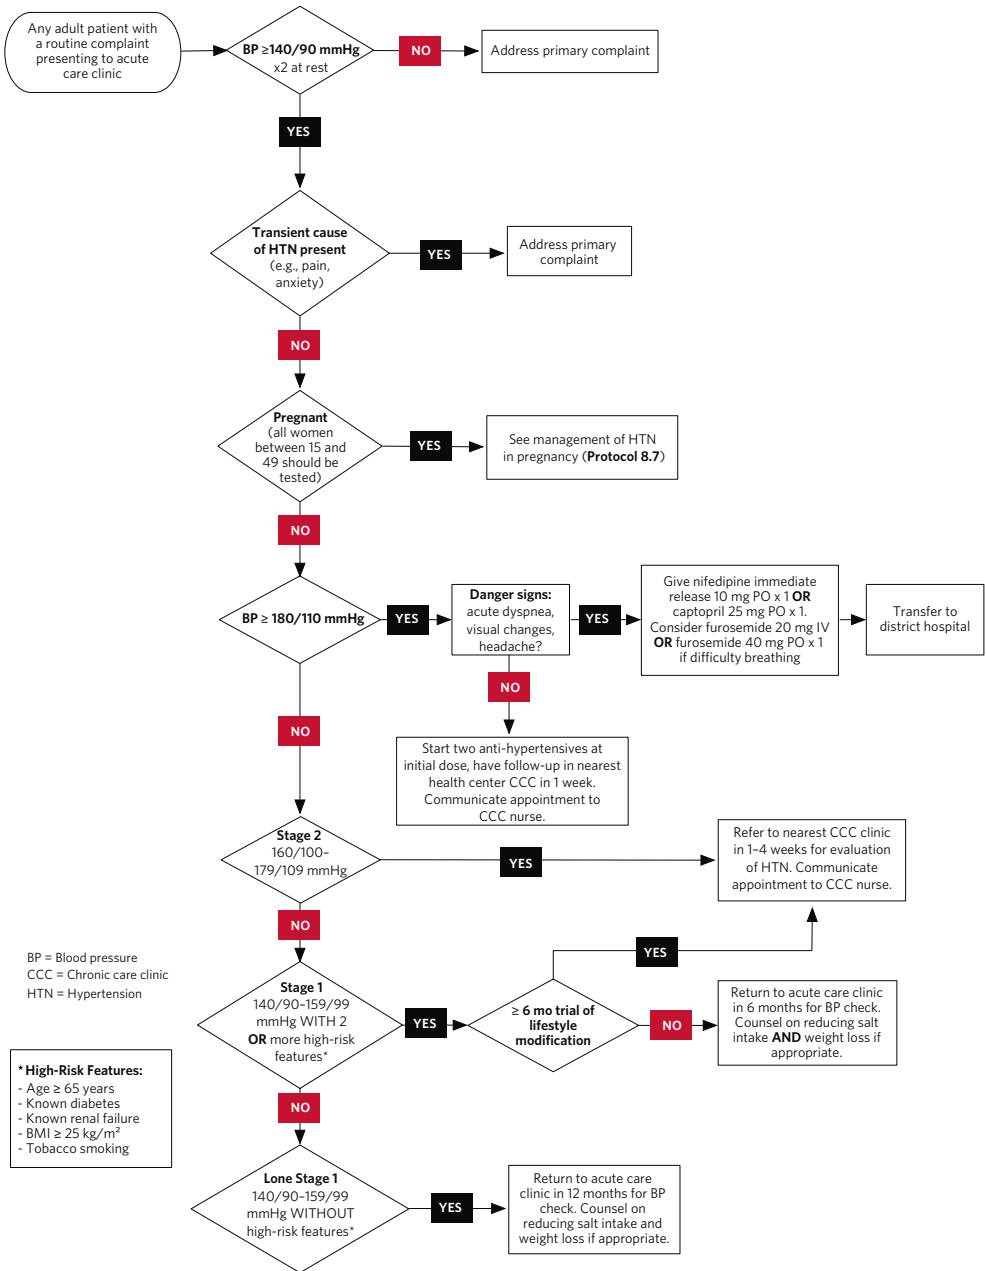 Any adult patient with
a routine complaint
presenting to acute
care clinic
BP ≥140/90 mmHg
x2 at rest
NO
Address primary complaint
YES
Transient cause
of HTN present
(e.g., pain,
anxiety)
YES
Address primary
complaint
NO
Pregnant
(all women
between 15 and
49 should be
tested)
YES
See management of HTN
in pregnancy (Protocol 8.7)
NO
BP ≥ 180/110 mmHg
YES
Danger signs:
acute dyspnea,
visual changes,
headache?
YES
Give nifedipine immediate
release 10 mg PO x 1 OR
captopril 25 mg PO x 1.
Consider furosemide 20 mg IV
OR furosemide 40 mg PO x 1
if difficulty breathing
Transfer to
district hospital
NO
Start two anti-hypertensives at
initial dose, have follow-up in nearest
health center CCC in 1 week.
Communicate appointment to
CCC nurse.
NO
Stage 2
160/100–
179/109 mmHg
YES
Refer to nearest CCC clinic
in 1–4 weeks for evaluation
of HTN. Communicate
appointment to CCC nurse.
NO
BP = Blood pressure
CCC = Chronic care clinic
HTN = Hypertension
Stage 1
140/90–159/99
mmHg WITH 2
OR more high-risk
features*
YES
≥ 6 mo trial of
lifestyle
modification
YES
NO
Return to acute care clinic
in 6 months for BP check.
Counsel on reducing salt
intake AND weight loss if
appropriate.
* High-Risk Features:
- Age ≥ 65 years
- Known diabetes
- Known renal failure
- BMI ≥ 25 kg/m²
- Tobacco smoking
NO
Lone Stage 1
140/90–159/99
mmHg WITHOUT
high-risk features*
YES
Return to acute care
clinic in 12 months for BP
check. Counsel on
reducing salt intake and
weight loss if appropriate.